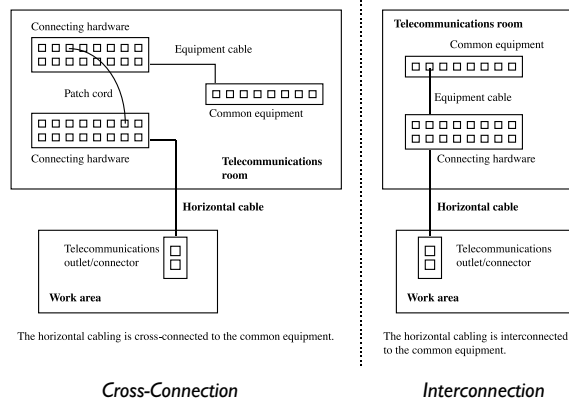 Connecting hardware
Equipment cable
Patch cord
Common equipment
Connecting hardware
Telecommunications
room
Horizontal cable
Telecommunications
outlet/connector
Work area
The horizontal cabling is cross-connected to the common equipment.
Cross-Connection
Telecommunications room
Common equipment
Equipment cable
Connecting hardware
Horizontal cable
Telecommunications
outlet/connector
Work area
The horizontal cabling is interconnected
to the common equipment.
Interconnection